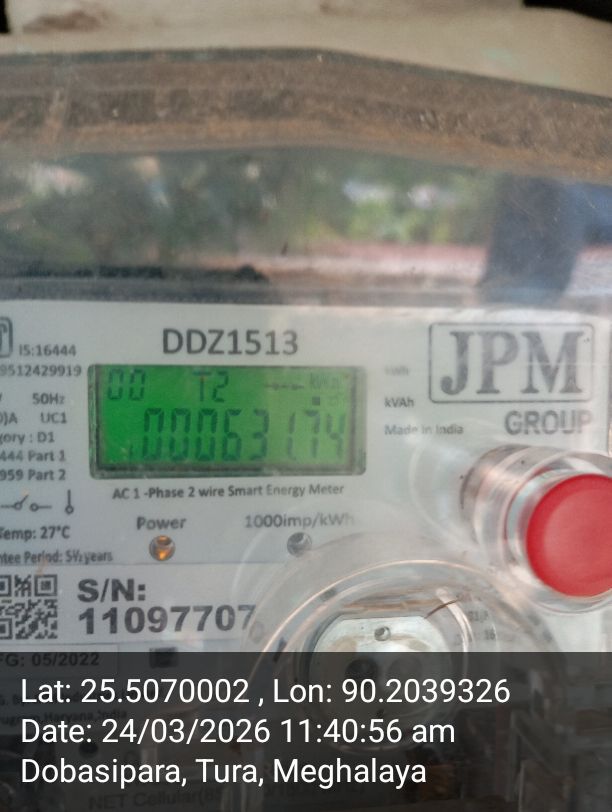 IS:16444
9512429919
DDZ1513
JPM
GROUP
50Hz
UC1
00 T2 kWh
00063174
kVAh
Made in India
gory : D1
444 Part 1
959 Part 2
AC 1 -Phase 2 wire Smart Energy Meter
Temp: 27°C
Power
1000imp/kWh
ntee Period: 5½ years
S/N:
11097707
FG: 05/2022
Lat: 25.5070002 , Lon: 90.2039326
Date: 24/03/2026 11:40:56 am
Dobasipara, Tura, Meghalaya